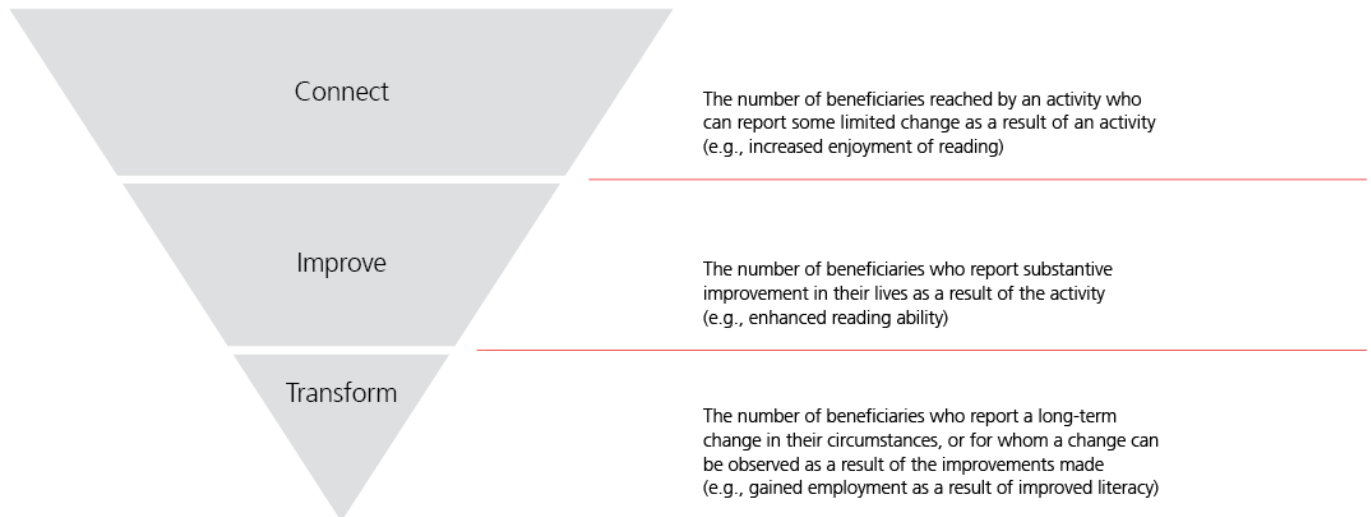 Connect
The number of beneficiaries reached by an activity who
can report some limited change as a result of an activity
(e.g., increased enjoyment of reading)
Improve
The number of beneficiaries who report substantive
improvement in their lives as a result of the activity
(e.g., enhanced reading ability)
Transform
The number of beneficiaries who report a long-term
change in their circumstances, or for whom a change can
be observed as a result of the improvements made
(e.g., gained employment as a result of improved literacy)